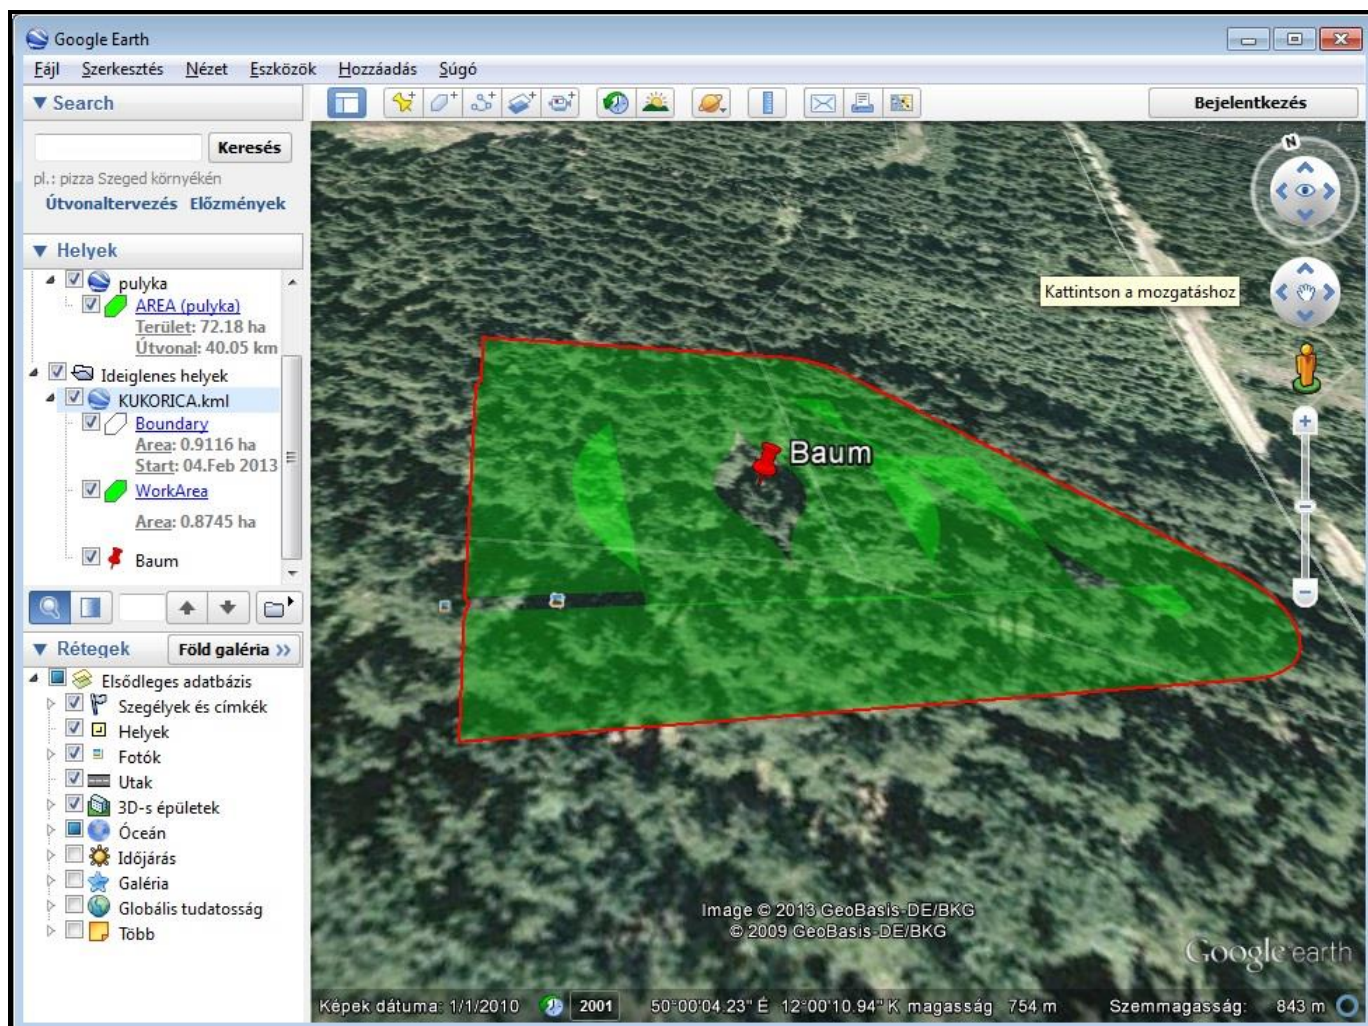 Google Earth
Fájl Szerkesztés Nézet Eszközök Hozzáadás Súgó
Search
Bejelentkezés
Keresés
pl.: pizza Szeged környékén
Útvonaltervezés Előzmények
Helyek
pulyka
AREA (pulyka)
Terület: 72.18 ha
Útvonal: 40.05 km
Ideiglenes helyek
KUKORICA.kml
Boundary
Area: 0.9116 ha
Start: 04.Feb 2013
WorkArea
Area: 0.8745 ha
Baum
Rétegek
Föld galéria >>
Elsődleges adatbázis
Szegélyek és címkék
Helyek
Fotók
Utak
3D-s épületek
Óceán
Időjárás
Galéria
Globális tudatosság
Több
N
Kattintson a mozgatáshoz
Baum
Image © 2013 GeoBasis-DE/BKG
© 2009 GeoBasis-DE/BKG
Google earth
Képek dátuma: 1/1/2010 2001 50°00'04.23" É 12°00'10.94" K magasság 754 m Szemmagasság: 843 m